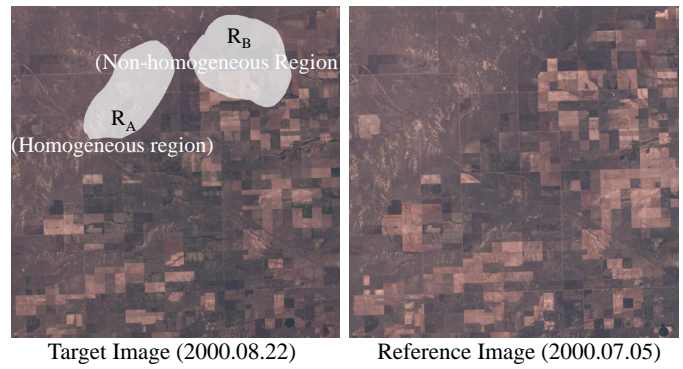 R_B
(Non-homogeneous Region)
R_A
(Homogeneous region)
Target Image (2000.08.22)
Reference Image (2000.07.05)